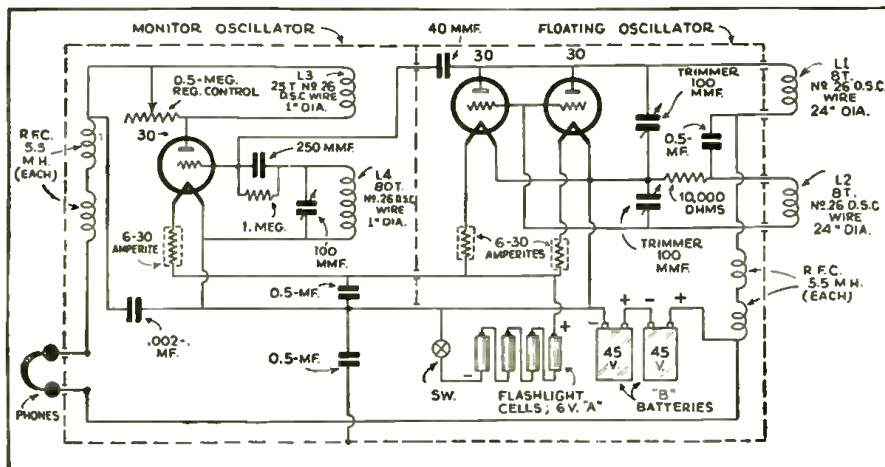 MONITOR OSCILLATOR
40 MMF.
FLOATING OSCILLATOR
30
30
L3
25 T. Nº 26
D.S.C WIRE
1" DIA.
0.5-MEG.
REG. CONTROL
30
R.F.C.
5.5
M H.
(EACH)
250 MMF.
L4
80T.
Nº.26 D.S.C
WIRE
1" DIA.
1. MEG.
100
MMF.
6-30
AMPERITE
TRIMMER
100
MMF.
L1
8T.
Nº 26 D.S.C.
WIRE
24" DIA.
0.5-
MF.
10,000
OHMS
L2
8T.
No.26 D.S.C
WIRE
24" DIA.
6-30
AMPERITES
TRIMMER
100
MMF.
R.F.C.
5.5 M H.
(EACH)
0.5-MF.
.002-
MF.
0.5-MF.
PHONES
SW.
-
+
FLASHLIGHT
CELLS; 6 V. "A"
-
+
-
+
45
V.
45
V.
"B"
BATTERIES